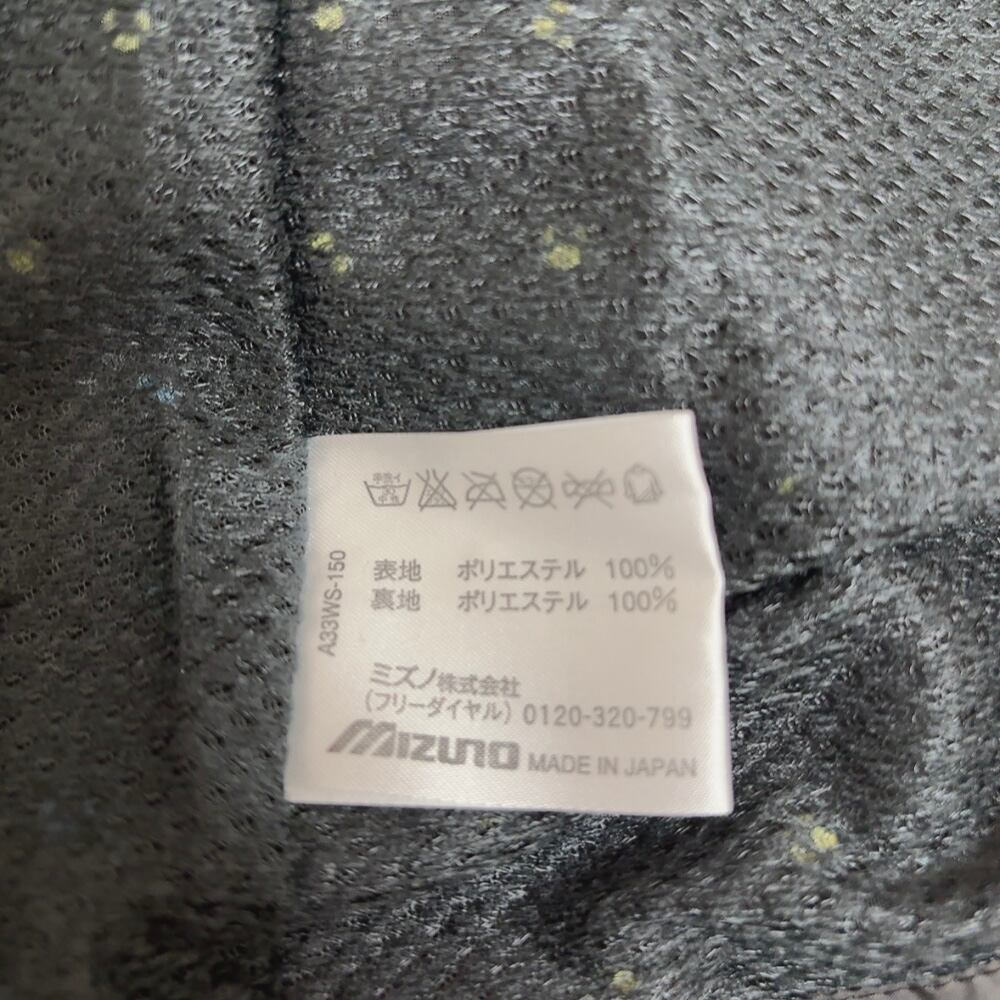 A33WS-150
表地 ポリエステル 100%
裏地 ポリエステル 100%
ミズノ株式会社
(フリーダイヤル) 0120-320-799
MIZUNO MADE IN JAPAN